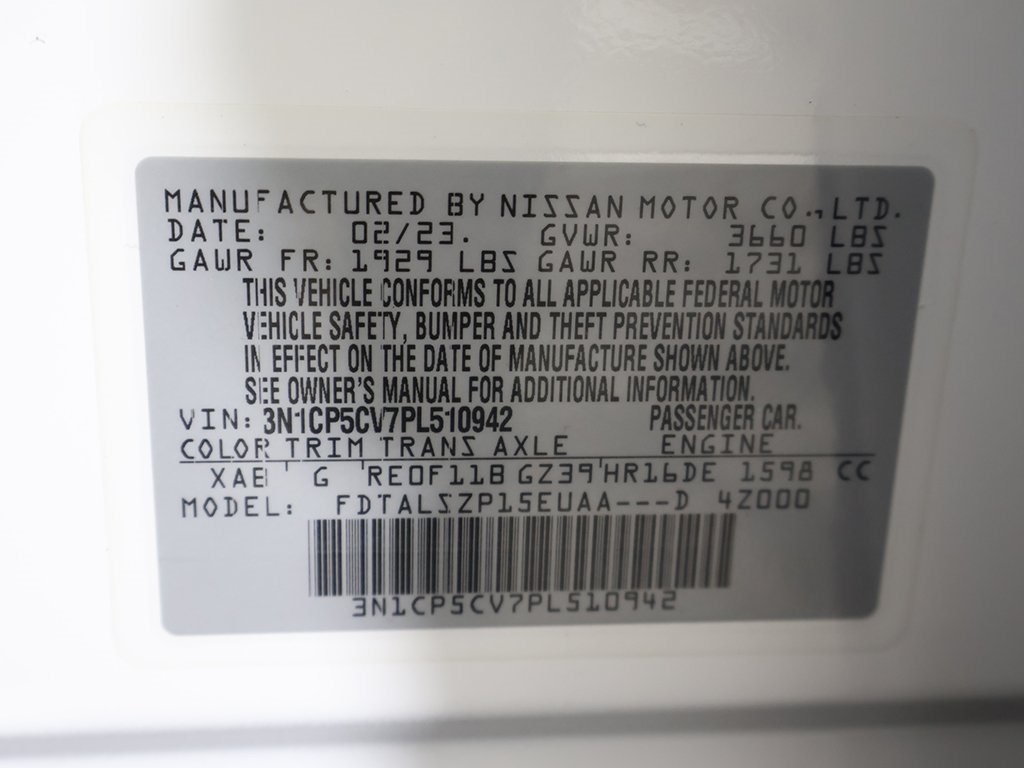 MANUFACTURED BY NISSAN MOTOR CO., LTD.
DATE: 02/23. GVWR: 3660 LBS
GAWR FR: 1929 LBS GAWR RR: 1731 LBS
THIS VEHICLE CONFORMS TO ALL APPLICABLE FEDERAL MOTOR
VEHICLE SAFETY, BUMPER AND THEFT PREVENTION STANDARDS
IN EFFECT ON THE DATE OF MANUFACTURE SHOWN ABOVE.
SEE OWNER'S MANUAL FOR ADDITIONAL INFORMATION.
VIN: 3N1CP5CV7PL510942 PASSENGER CAR.
COLOR TRIM TRANS AXLE ENGINE
XAB G RE0F11B GZ39 HR16DE 1598 CC
MODEL: FDTALSZP15EUAA---D 4Z000
3N1CP5CV7PL510942